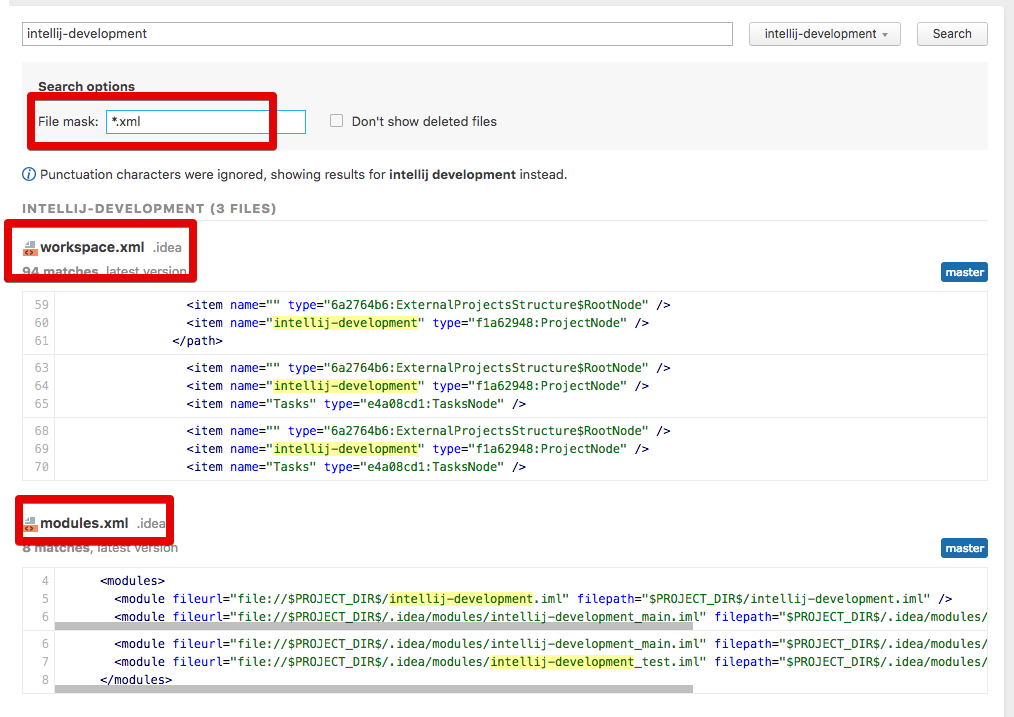 intellij-development intellij-development Search
Search options
File mask: *.xml Don't show deleted files
Punctuation characters were ignored, showing results for intellij development instead.
INTELLIJ-DEVELOPMENT (3 FILES)
workspace.xml .idea
94 matches, latest version
master
59 <item name="" type="6a2764b6:ExternalProjectsStructure$RootNode" />
60 <item name="intellij-development" type="f1a62948:ProjectNode" />
61 </path>
63 <item name="" type="6a2764b6:ExternalProjectsStructure$RootNode" />
64 <item name="intellij-development" type="f1a62948:ProjectNode" />
65 <item name="Tasks" type="e4a08cd1:TasksNode" />
68 <item name="" type="6a2764b6:ExternalProjectsStructure$RootNode" />
69 <item name="intellij-development" type="f1a62948:ProjectNode" />
70 <item name="Tasks" type="e4a08cd1:TasksNode" />
modules.xml .idea
8 matches, latest version
master
4 <modules>
5 <module fileurl="file://$PROJECT_DIR$/intellij-development.iml" filepath="$PROJECT_DIR$/intellij-development.iml" />
6 <module fileurl="file://$PROJECT_DIR$/.idea/modules/intellij-development_main.iml" filepath="$PROJECT_DIR$/.idea/modules/
6 <module fileurl="file://$PROJECT_DIR$/.idea/modules/intellij-development_main.iml" filepath="$PROJECT_DIR$/.idea/modules/
7 <module fileurl="file://$PROJECT_DIR$/.idea/modules/intellij-development_test.iml" filepath="$PROJECT_DIR$/.idea/modules/
8 </modules>